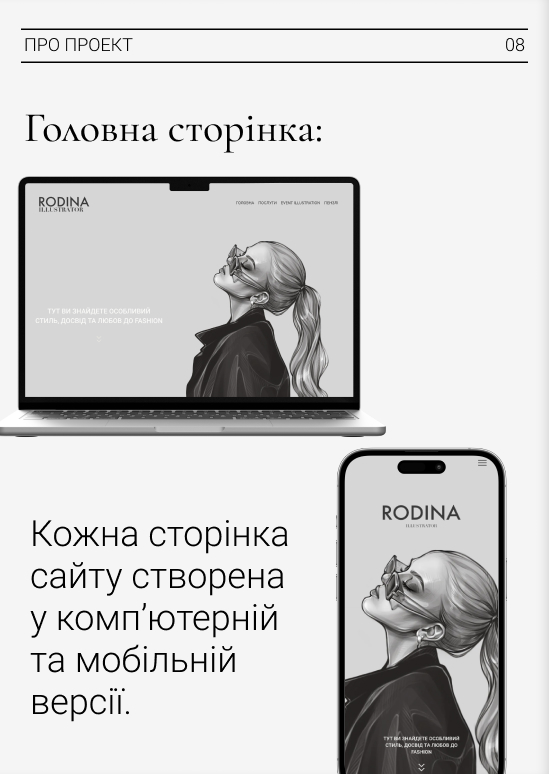 ПРО ПРОЕКТ 08
Головна сторінка:
RODINA
ILLUSTRATOR
ГОЛОВНА ПОСЛУГИ EVENT ILLUSTRATION ПЕНЗЛІ
ТУТ ВИ ЗНАЙДЕТЕ ОСОБЛИВИЙ
СТИЛЬ, ДОСВІД ТА ЛЮБОВ ДО FASHION
Кожна сторінка
сайту створена
у комп’ютерній
та мобільній
версії.
RODINA
ILLUSTRATOR
ТУТ ВИ ЗНАЙДЕТЕ ОСОБЛИВИЙ
СТИЛЬ, ДОСВІД ТА ЛЮБОВ ДО
FASHION